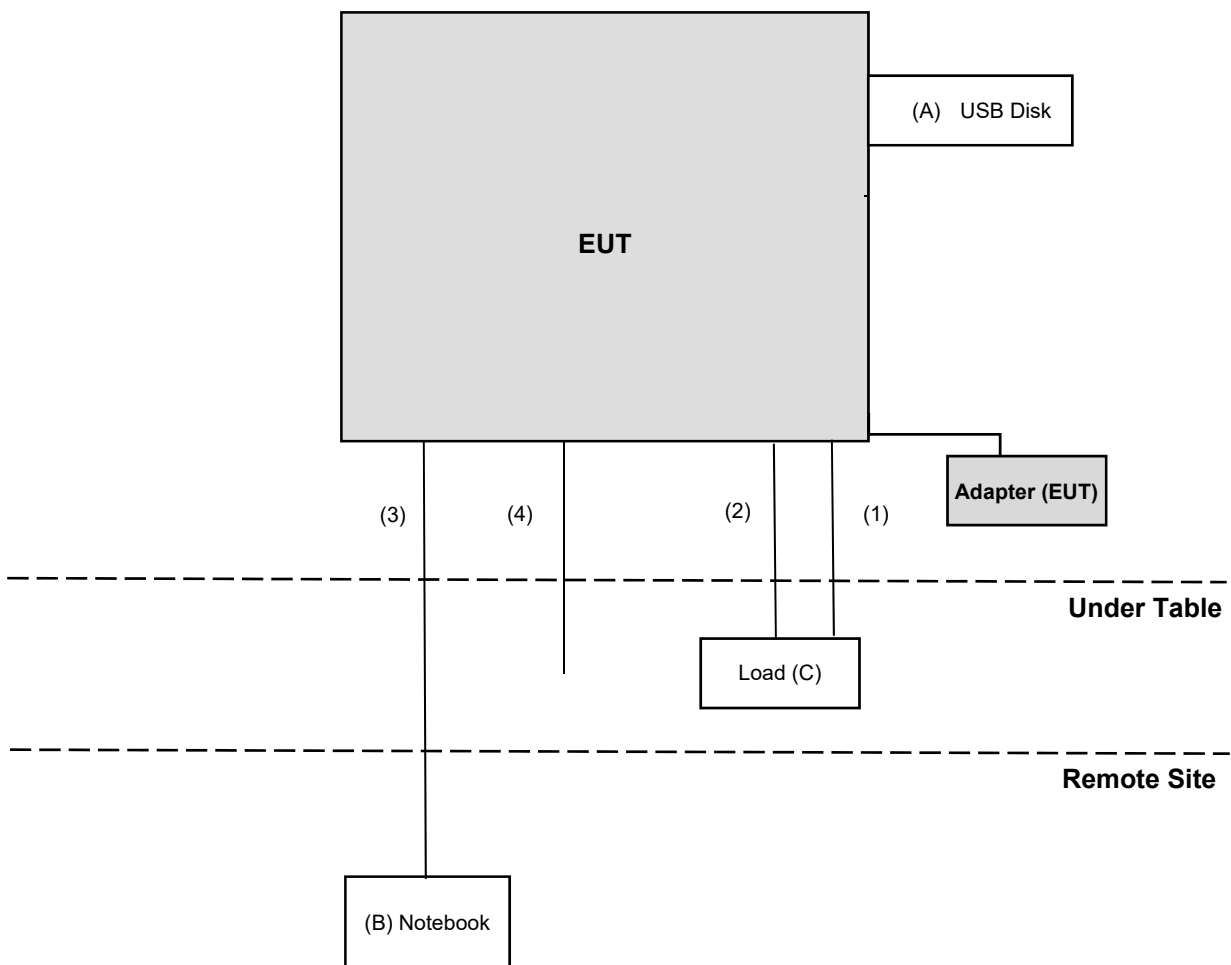 (A) USB Disk
EUT
Adapter (EUT)
(3)
(4)
(2)
(1)
Under Table
Load (C)
Remote Site
(B) Notebook